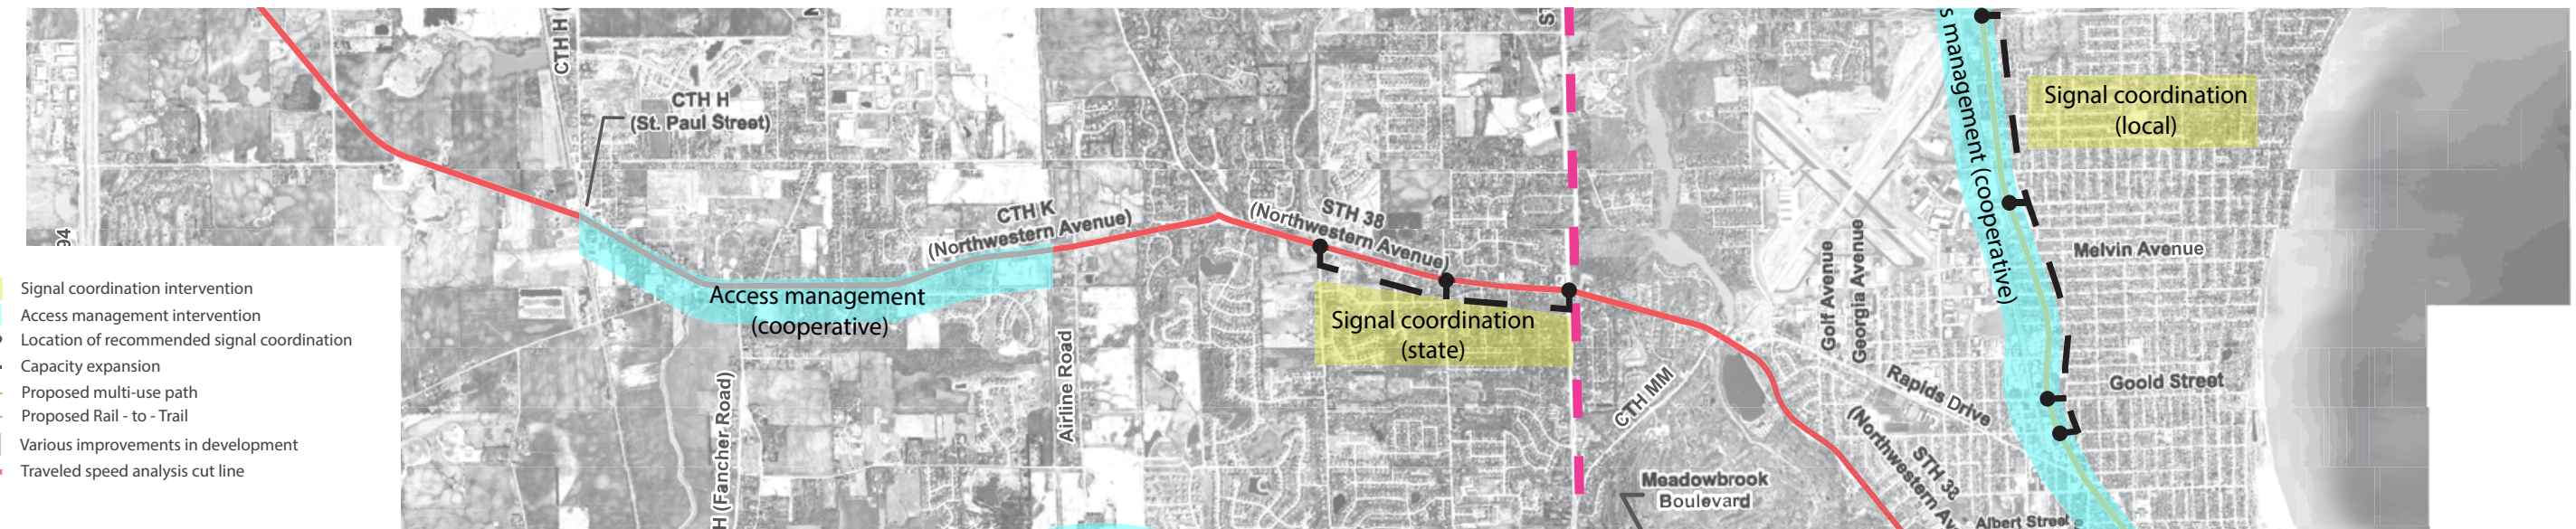 CTH H (
N
ST
s management (cooperative)
Signal coordination
(local)
CTH H
(St. Paul Street)
CTH K
(Northwestern Avenue)
STH 38
(Northwestern Avenue)
94
Golf Avenue
Georgia Avenue
Melvin Avenue
Signal coordination intervention
Access management intervention
Location of recommended signal coordination
Capacity expansion
Proposed multi-use path
Proposed Rail - to - Trail
Various improvements in development
Traveled speed analysis cut line
Access management
(cooperative)
Signal coordination
(state)
Airline Road
H (Fancher Road)
CTH MM
Rapids Drive
Goold Street
STH 38
(Northwestern Av
Meadowbrook
Boulevard
Albert Street